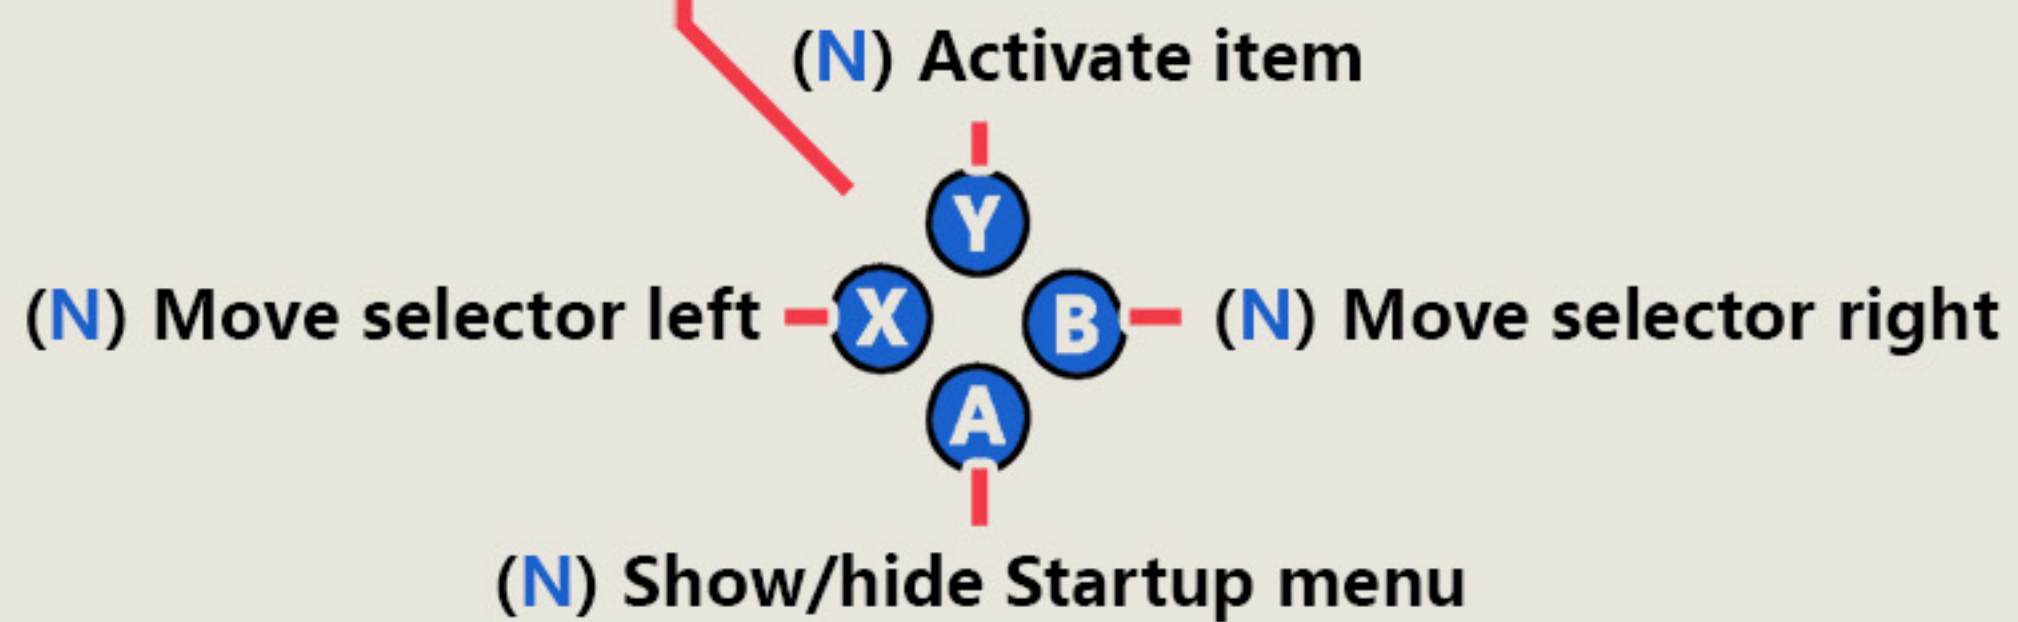 (N) Activate item
Y
(N) Move selector left X B (N) Move selector right
A
(N) Show/hide Startup menu